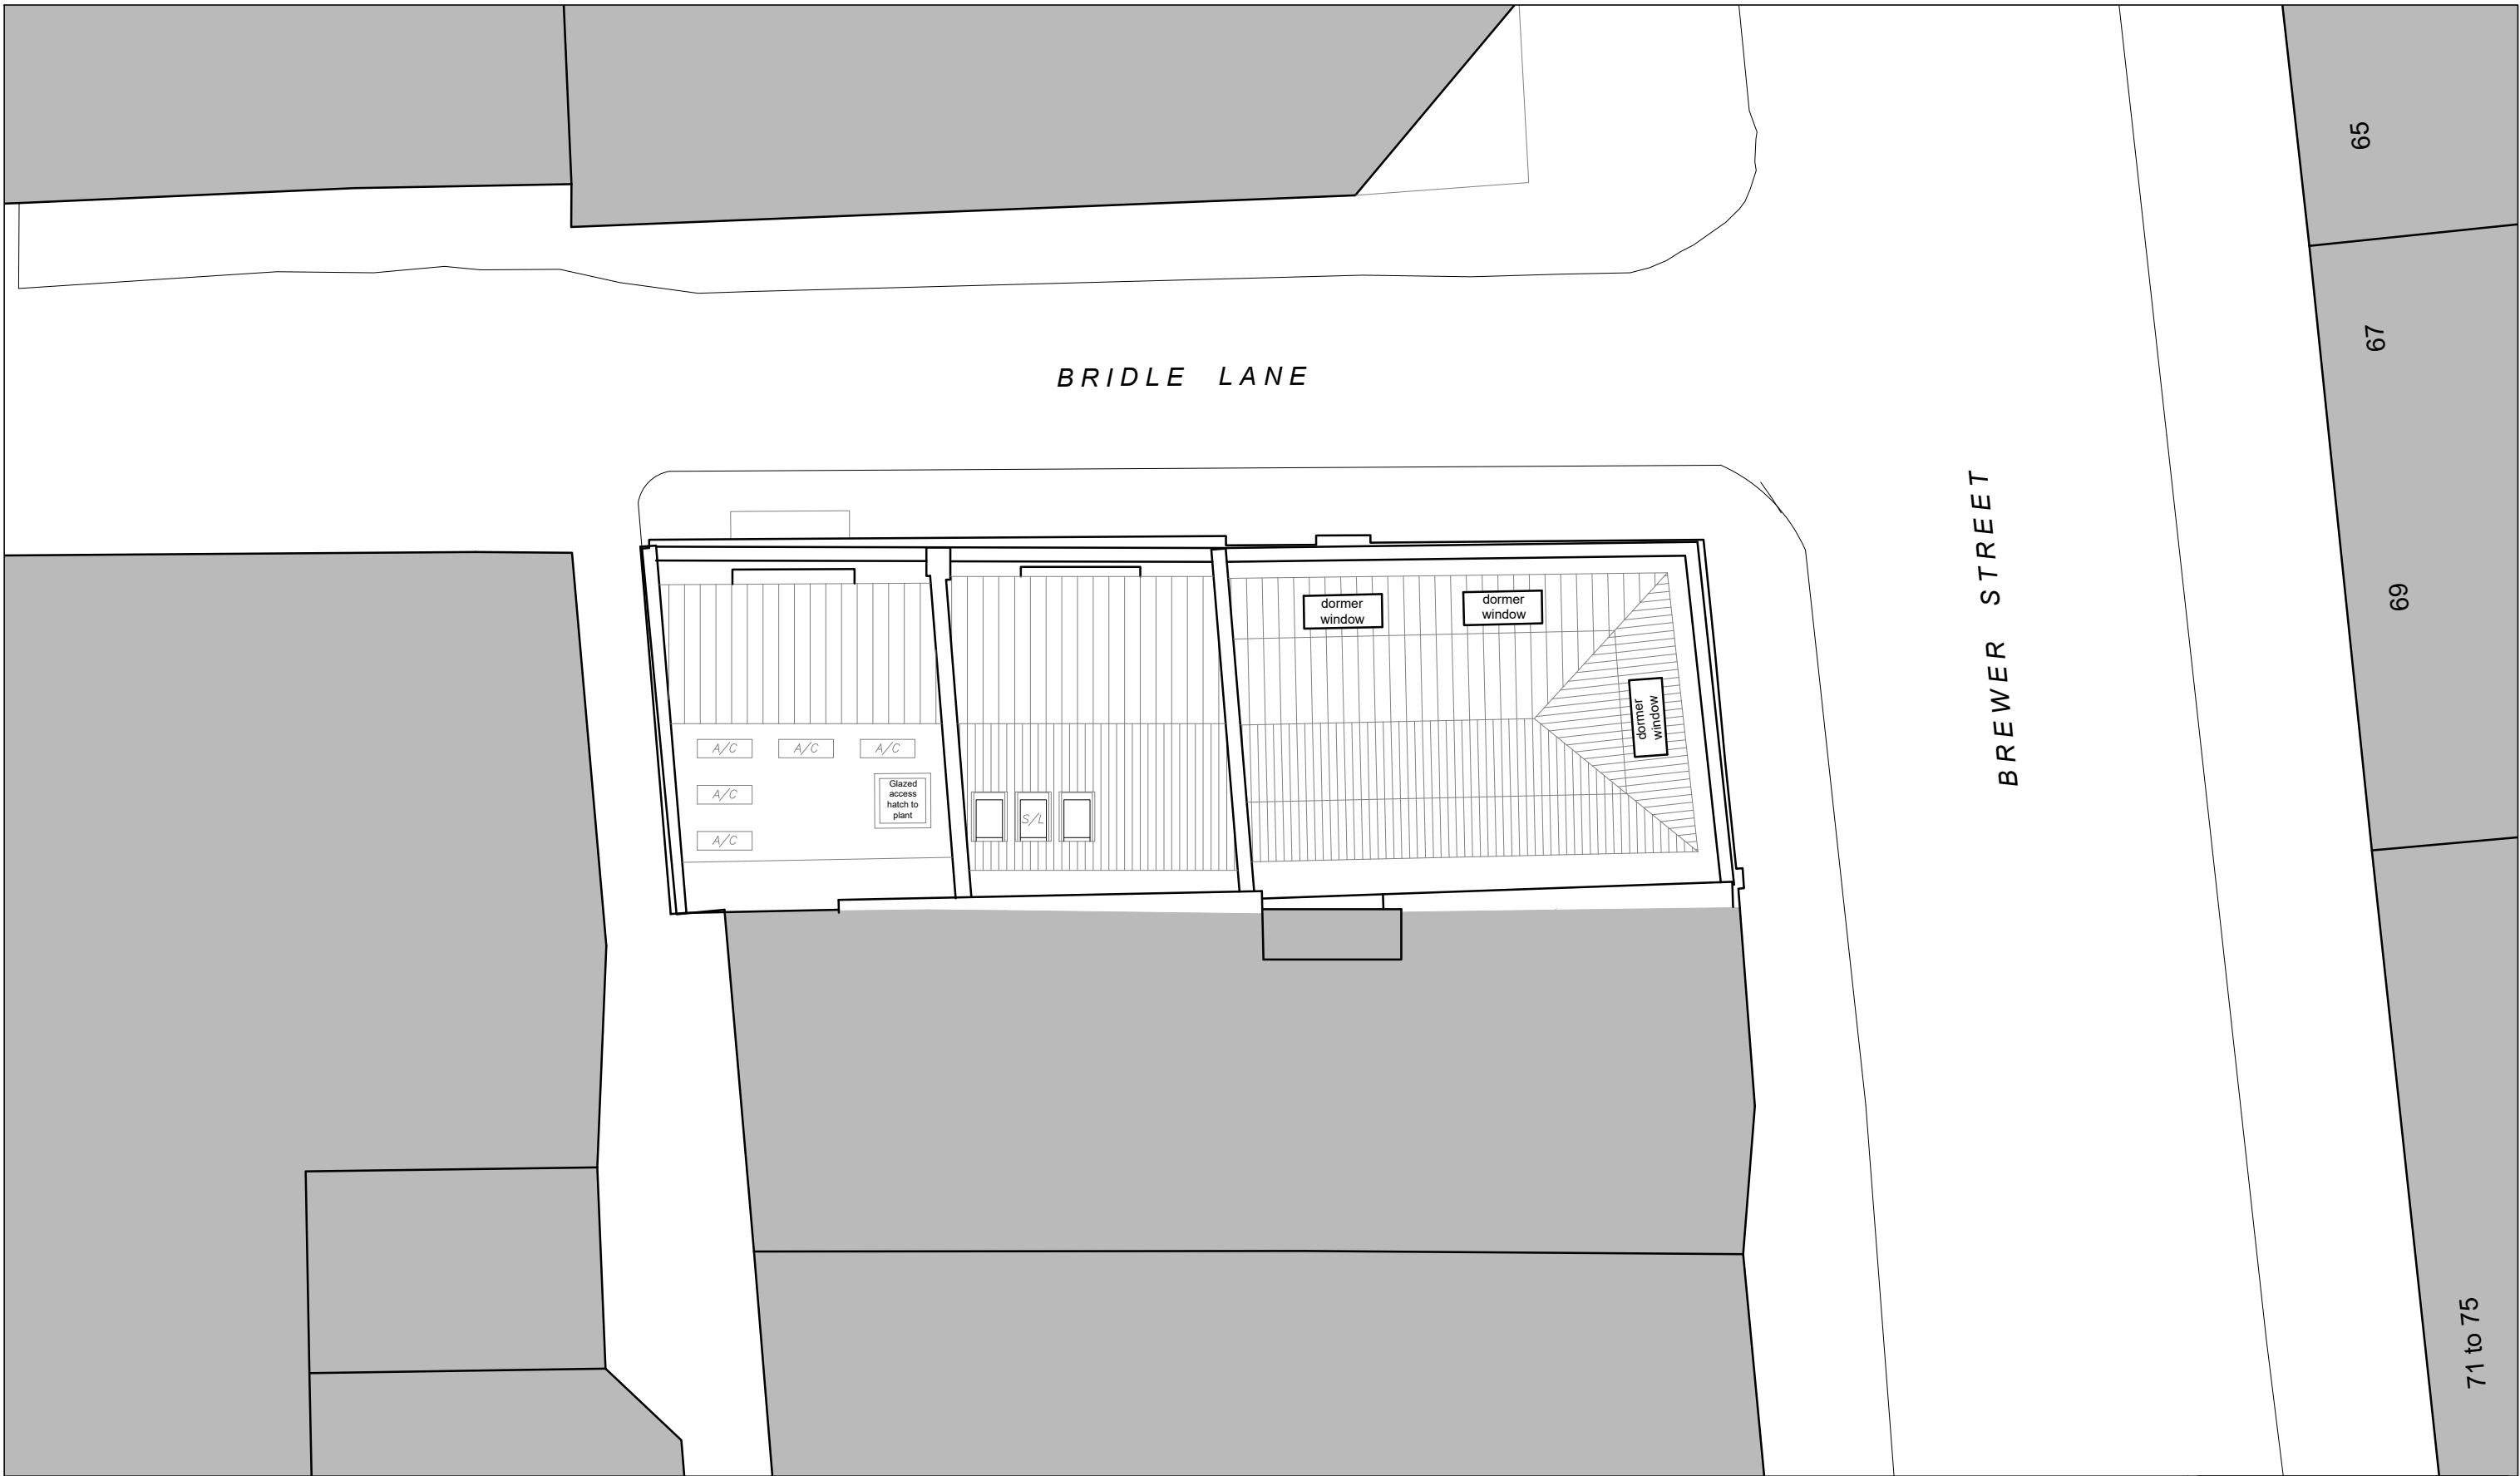 65
67
BRIDLE LANE
BREWER STREET
69
dormer
window
dormer
window
dormer
window
A/C
A/C
A/C
A/C
A/C
Glazed
access
hatch to
plant
S/L
71 to 75